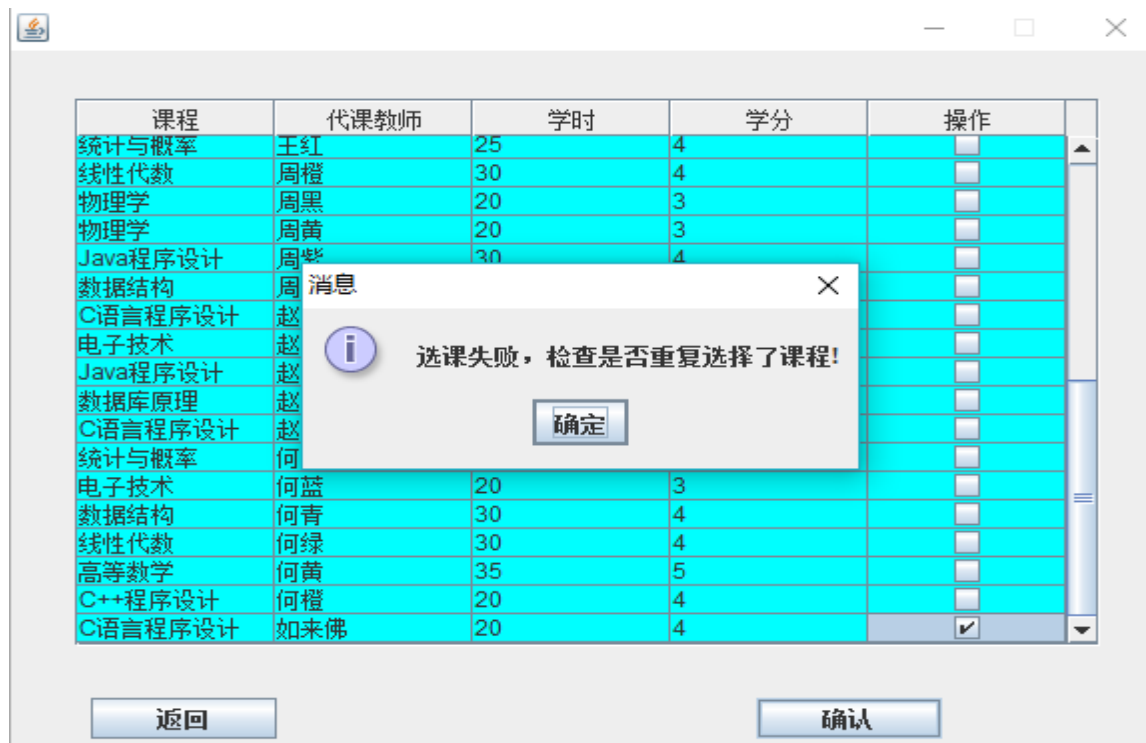 课程 代课教师 学时 学分 操作
统计与概率 王红 25 4
线性代数 周橙 30 4
物理学 周黑 20 3
物理学 周黄 20 3
Java程序设计 周紫 30 4
数据结构 周
消息
C语言程序设计 赵
电子技术 赵
选课失败，检查是否重复选择了课程!
Java程序设计 赵
数据库原理 赵
C语言程序设计 赵
确定
统计与概率 何
电子技术 何蓝 20 3
数据结构 何青 30 4
线性代数 何绿 30 4
高等数学 何黄 35 5
C++程序设计 何橙 20 4
C语言程序设计 如来佛 20 4
返回 确认